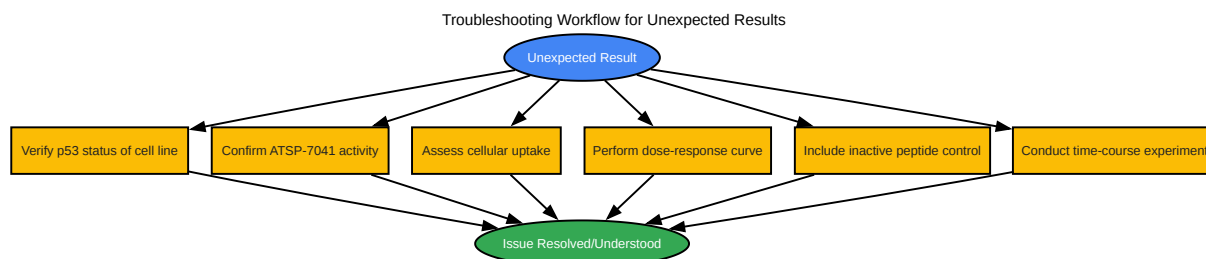 Troubleshooting Workflow for Unexpected Results
Unexpected Result
Verify p53 status of cell line
Confirm ATSP-7041 activity
Assess cellular uptake
Perform dose-response curve
Include inactive peptide control
Conduct time-course experiment
Issue Resolved/Understood